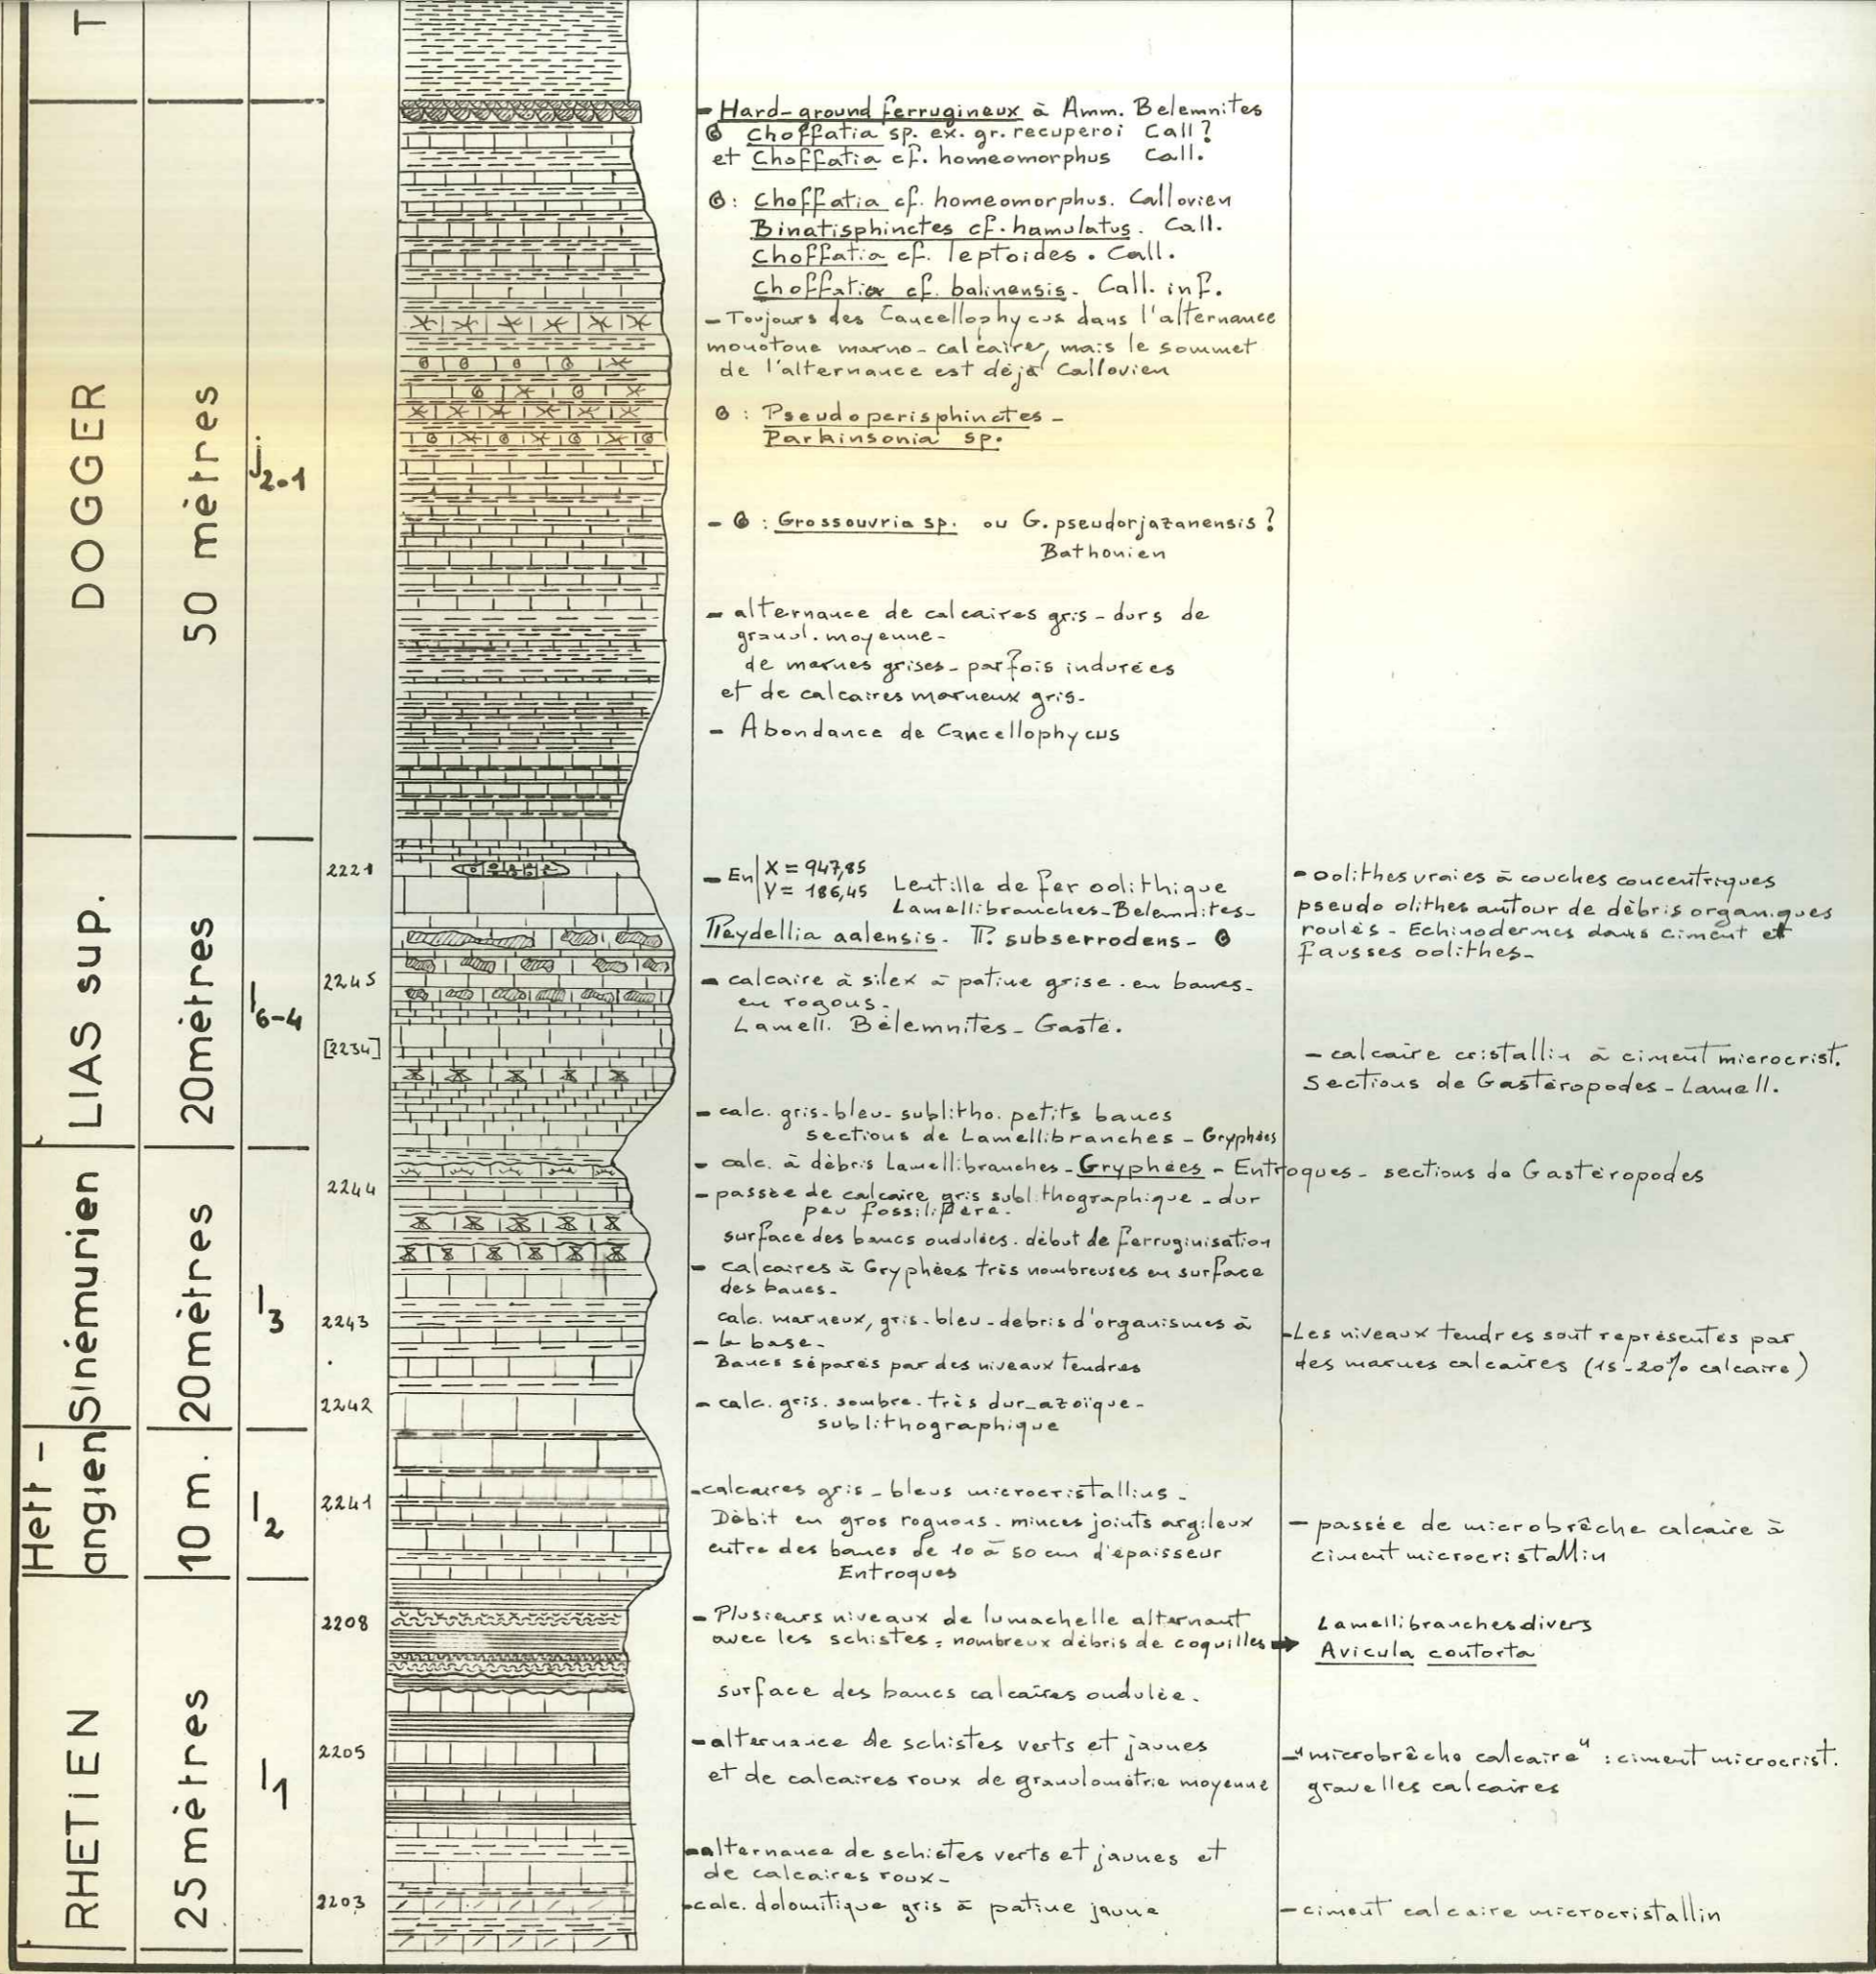 T
DOGGER
50 mètres
j2-1
- Hard-ground ferrugineux à Amm. Belemnites
Choffatia sp. ex. gr. recuperoi Call?
et Choffatia cf. homeomorphus Call.
: Choffatia cf. homeomorphus. Callovien
Binatisphinctes cf. hamulatus. Call.
Choffatia cf. leptoides. Call.
Choffatia cf. balinensis. Call. inf.
- Toujours des Cancellophycus dans l'alternance
monotone marno-calcaire, mais le sommet
de l'alternance est déjà Callovien
: Pseudoperisphinctes -
Parkinsonia sp.
- : Grossouvria sp. ou G. pseudorjazanensis?
Bathonien
- alternance de calcaires gris - durs de
granul. moyenne -
de marnes grises - parfois indurées
et de calcaires marneux gris.
- Abondance de Cancellophycus
LIAS sup.
20mètres
l6-4
2221
2245
[2234]
- En X = 947,85
Y = 186,45
Lentille de fer oolithique
Lamellibranches - Belemnites -
Pleydellia aalensis. Pl. subserrodens -
- calcaire à silex à patine grise. en bancs -
en rognons -
Lamell. Bélemnites - Gasté.
- calc. gris-bleu - sublitho. petits bancs
sections de Lamellibranches - Gryphées
- oolithes vraies à couches concentriques
pseudo olithes autour de débris organiques
roulés - Echinodermes dans ciment et
fausses oolithes -
- calcaire cristallin à ciment microcrist.
sections de Gastéropodes - Lamell.
Sinémurien
20mètres
l3
2244
2243
2242
- calc. à débris Lamellibranches - Gryphées - Entroques - sections de Gastéropodes
- passée de calcaire gris sublithographique - dur
peu fossilifère.
surface des bancs ondulées. début de ferruginisation
- calcaires à Gryphées très nombreuses en surface
des bancs -
calc. marneux, gris-bleu - debris d'organismes à
- la base -
Bancs séparés par des niveaux tendres
- calc. gris. sombre. très dur - azoïque -
sublithographique
- Les niveaux tendres sont représentés par
des marnes calcaires (15-20% calcaire)
Hett-
angien
10 m.
l2
2241
- calcaires gris - bleus microcristallins -
Débit en gros rognons. minces joints argileux
entre des bancs de 10 à 50 cm d'épaisseur
Entroques
- passée de microbrêche calcaire à
ciment microcristallin
RHETIEN
25 mètres
l1
2208
2205
2203
- Plusieurs niveaux de lumachelle alternant
avec les schistes : nombreux débris de coquilles →
Lamellibranches divers
Avicula contorta
surface des bancs calcaires ondulée.
- alternance de schistes verts et jaunes
et de calcaires roux de granulométrie moyenne
- "microbrêche calcaire" : ciment microcrist.
gravelles calcaires
- alternance de schistes verts et jaunes et
de calcaires roux -
- calc. dolomitique gris à patine jaune
- ciment calcaire microcristallin